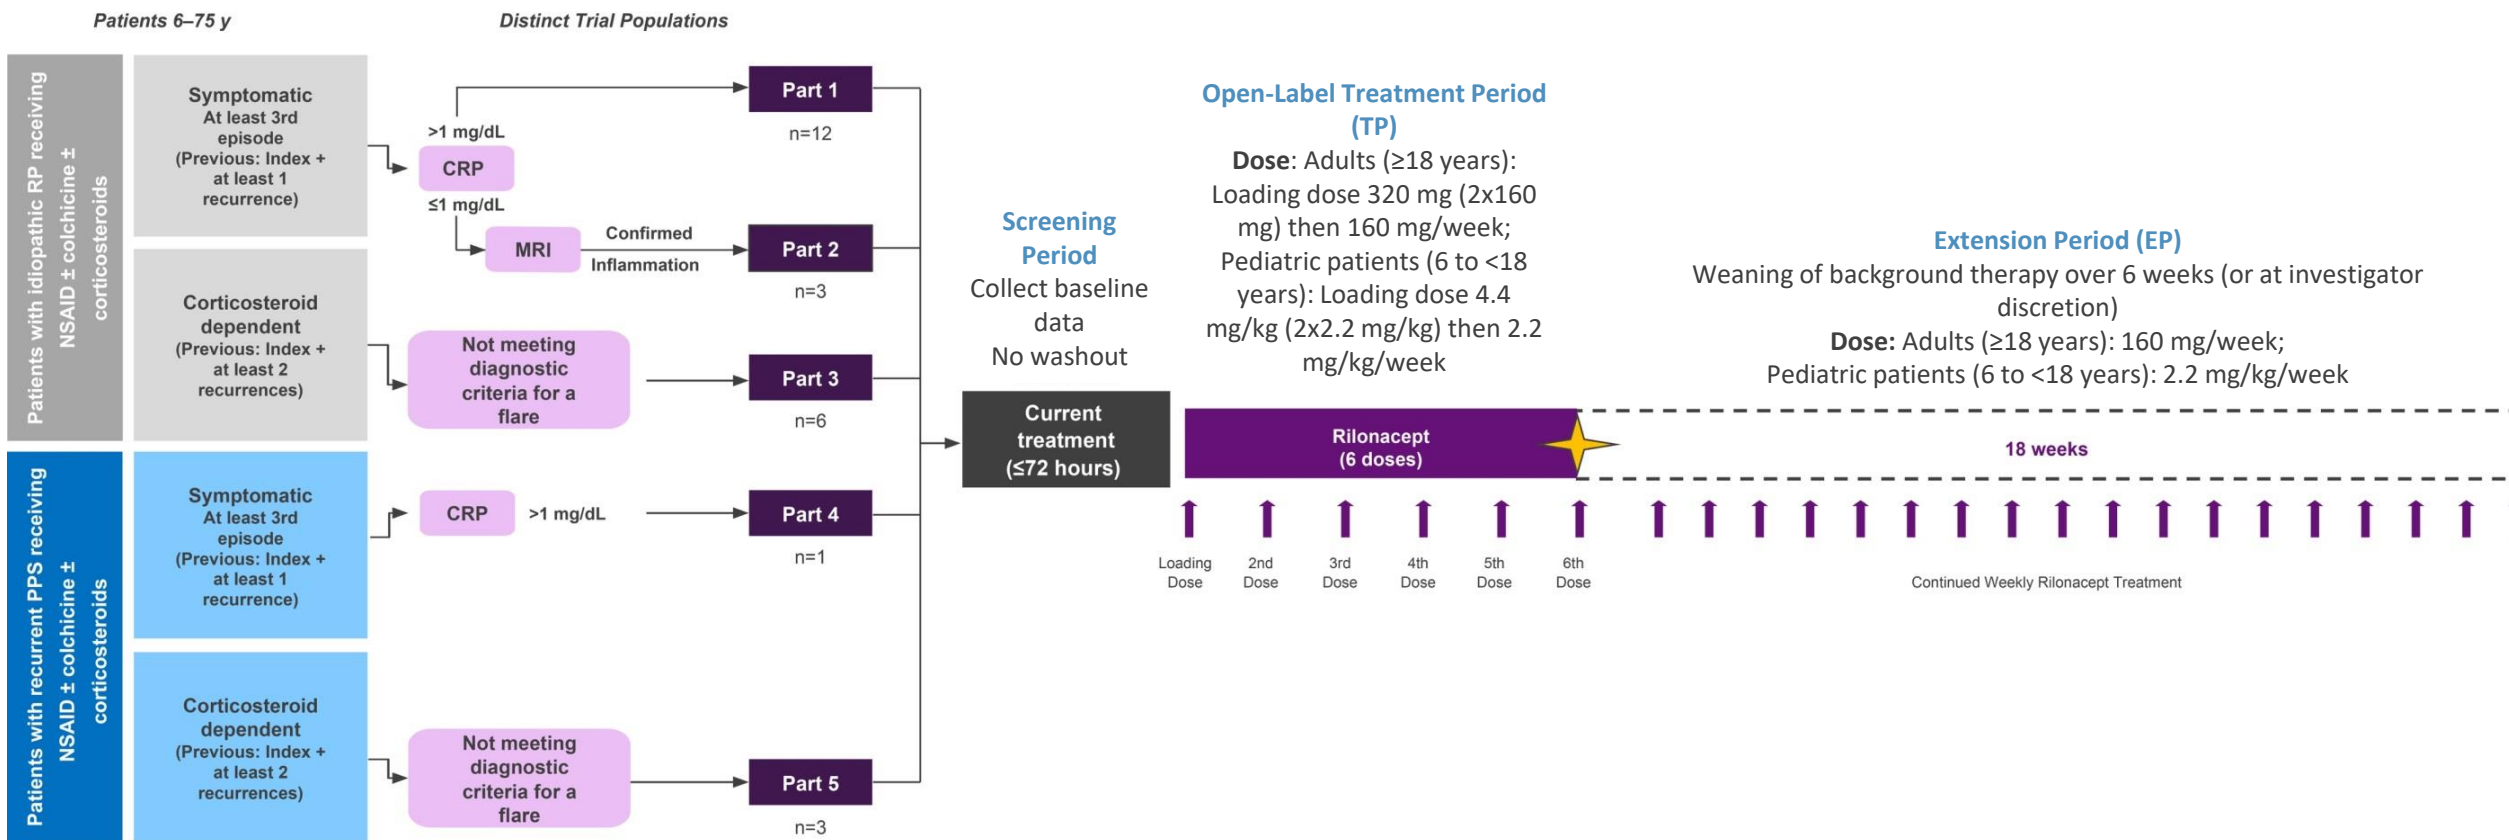 Patients 6–75 y
Distinct Trial Populations
Patients with idiopathic RP receiving
NSAID ± colchicine ±
corticosteroids
Symptomatic
At least 3rd
episode
(Previous: Index +
at least 1
recurrence)
>1 mg/dL
CRP
≤1 mg/dL
MRI
Confirmed
Inflammation
Part 1
n=12
Part 2
n=3
Corticosteroid
dependent
(Previous: Index +
at least 2
recurrences)
Not meeting
diagnostic
criteria for a
flare
Part 3
n=6
Patients with recurrent PPS receiving
NSAID ± colchicine ±
corticosteroids
Symptomatic
At least 3rd
episode
(Previous: Index +
at least 1
recurrence)
CRP
>1 mg/dL
Part 4
n=1
Corticosteroid
dependent
(Previous: Index +
at least 2
recurrences)
Not meeting
diagnostic
criteria for a
flare
Part 5
n=3
Screening
Period
Collect baseline
data
No washout
Current
treatment
(≤72 hours)
Open-Label Treatment Period
(TP)
Dose: Adults (≥18 years):
Loading dose 320 mg (2x160
mg) then 160 mg/week;
Pediatric patients (6 to <18
years): Loading dose 4.4
mg/kg (2x2.2 mg/kg) then 2.2
mg/kg/week
Rilonacept
(6 doses)
Loading
Dose
2nd
Dose
3rd
Dose
4th
Dose
5th
Dose
6th
Dose
Extension Period (EP)
Weaning of background therapy over 6 weeks (or at investigator
discretion)
Dose: Adults (≥18 years): 160 mg/week;
Pediatric patients (6 to <18 years): 2.2 mg/kg/week
18 weeks
Continued Weekly Rilonacept Treatment